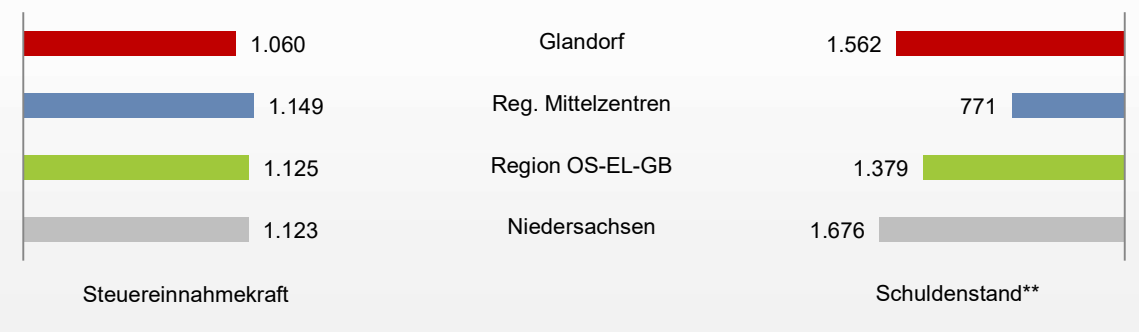 1.060 Glandorf 1.562
1.149 Reg. Mittelzentren 771
1.125 Region OS-EL-GB 1.379
1.123 Niedersachsen 1.676
Steuereinnahmekraft Schuldenstand**